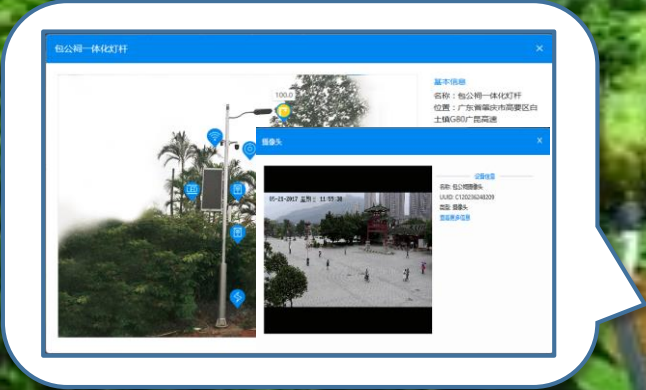 包公祠一体化灯杆
×
100.0
基本信息
名称：包公祠一体化灯杆
位置：广东省肇庆市高要区白
土镇G80广昆高速
摄像头
X
05-23-2017 星期二 11:05:38
设备信息
名称: 包公祠摄像头
UUID: C120236248209
类型: 摄像头
查看更多信息